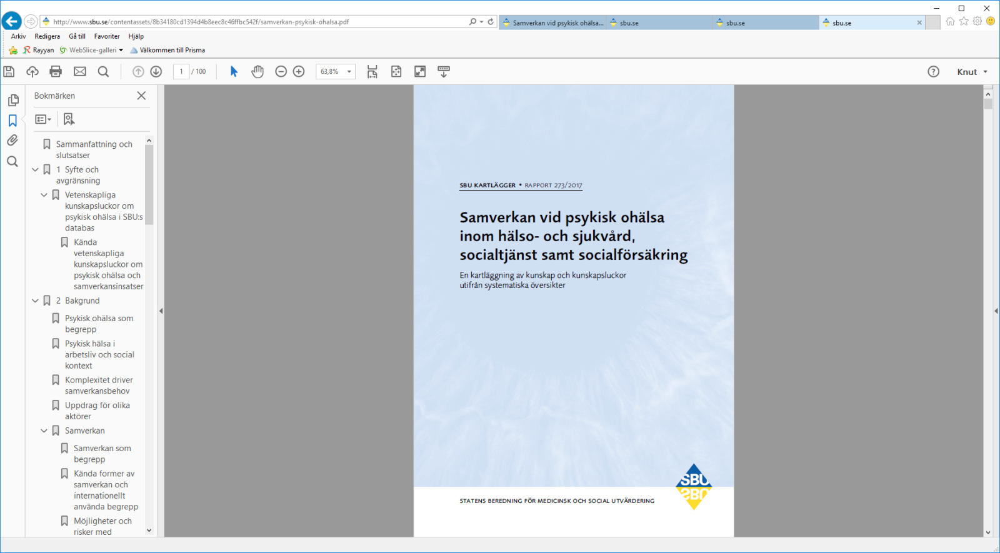 http://www.sbu.se/contentassets/8b34180cd1394d4b8eec8c46ffbc542f/samverkan-psykisk-ohalsa.pdf
Samverkan vid psykisk ohälsa...
sbu.se
sbu.se
sbu.se
Arkiv Redigera Gå till Favoriter Hjälp
Rayyan WebSlice-galleri Välkommen till Prisma
1 / 100
63,8%
Knut
Bokmärken
Sammanfattning och
slutsatser
1 Syfte och
avgränsning
Vetenskapliga
kunskapsluckor om
psykisk ohälsa i SBU:s
databas
Kända
vetenskapliga
kunskapsluckor om
psykisk ohälsa och
samverkansinsatser
2 Bakgrund
Psykisk ohälsa som
begrepp
Psykisk hälsa i
arbetsliv och social
kontext
Komplexitet driver
samverkansbehov
Uppdrag för olika
aktörer
Samverkan
Samverkan som
begrepp
Kända former av
samverkan och
internationellt
använda begrepp
Möjligheter och
risker med
SBU KARTLÄGGER • RAPPORT 273/2017
Samverkan vid psykisk ohälsa
inom hälso- och sjukvård,
socialtjänst samt socialförsäkring
En kartläggning av kunskap och kunskapsluckor
utifrån systematiska översikter
SBU
STATENS BEREDNING FÖR MEDICINSK OCH SOCIAL UTVÄRDERING